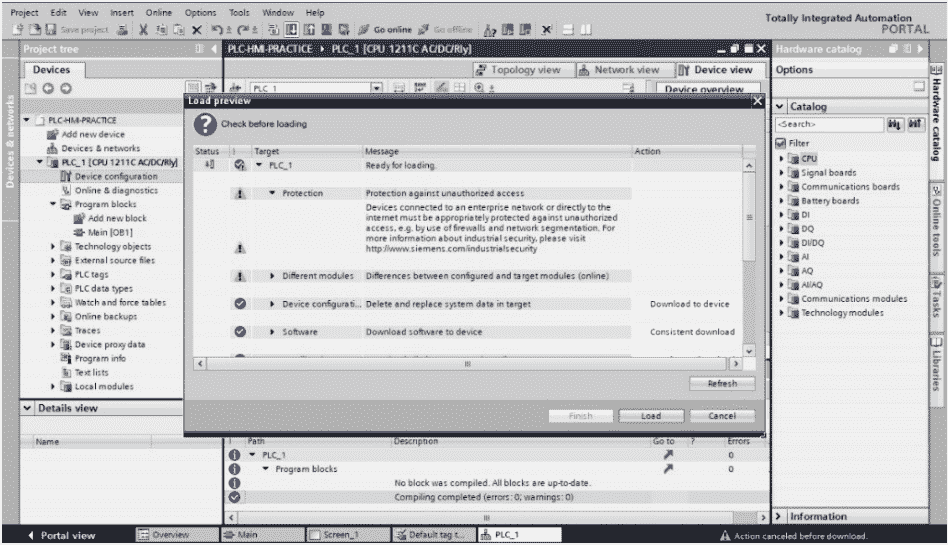 Project Edit View Insert Online Options Tools Window Help
Totally Integrated Automation
PORTAL
Save project
Go online
Go offline
Project tree
PLC-HMI-PRACTICE PLC_1 [CPU 1211C AC/DC/Rly]
Hardware catalog
Devices
Topology view
Network view
Device view
Options
PLC_1
Device overview
Load preview
Check before loading
Status ! Target Message Action
PLC_1 Ready for loading.
Protection Protection against unauthorized access
Devices connected to an enterprise network or directly to the
internet must be appropriately protected against unauthorized
access, e.g. by use of firewalls and network segmentation. For
more information about industrial security, please visit
http://www.siemens.com/industrialsecurity
Different modules Differences between configured and target modules (online)
Device configurati... Delete and replace system data in target Download to device
Software Download software to device Consistent download
Refresh
Finish
Load
Cancel
PLC-HMI-PRACTICE
Add new device
Devices & networks
PLC_1 [CPU 1211C AC/DC/Rly]
Device configuration
Online & diagnostics
Program blocks
Add new block
Main [OB1]
Technology objects
External source files
PLC tags
PLC data types
Watch and force tables
Online backups
Traces
Device proxy data
Program info
Text lists
Local modules
Details view
Name
Devices & networks
Catalog
<Search>
Filter
CPU
Signal boards
Communications boards
Battery boards
DI
DQ
DI/DQ
AI
AQ
AI/AQ
Communications modules
Technology modules
Information
Hardware catalog
Online tools
Tasks
Libraries
! Path Description Go to ? Errors
PLC_1 0
Program blocks 0
No block was compiled. All blocks are up-to-date.
Compiling completed (errors: 0; warnings: 0)
Portal view
Overview
Main
Screen_1
Default tag t...
PLC_1
Action canceled before download.